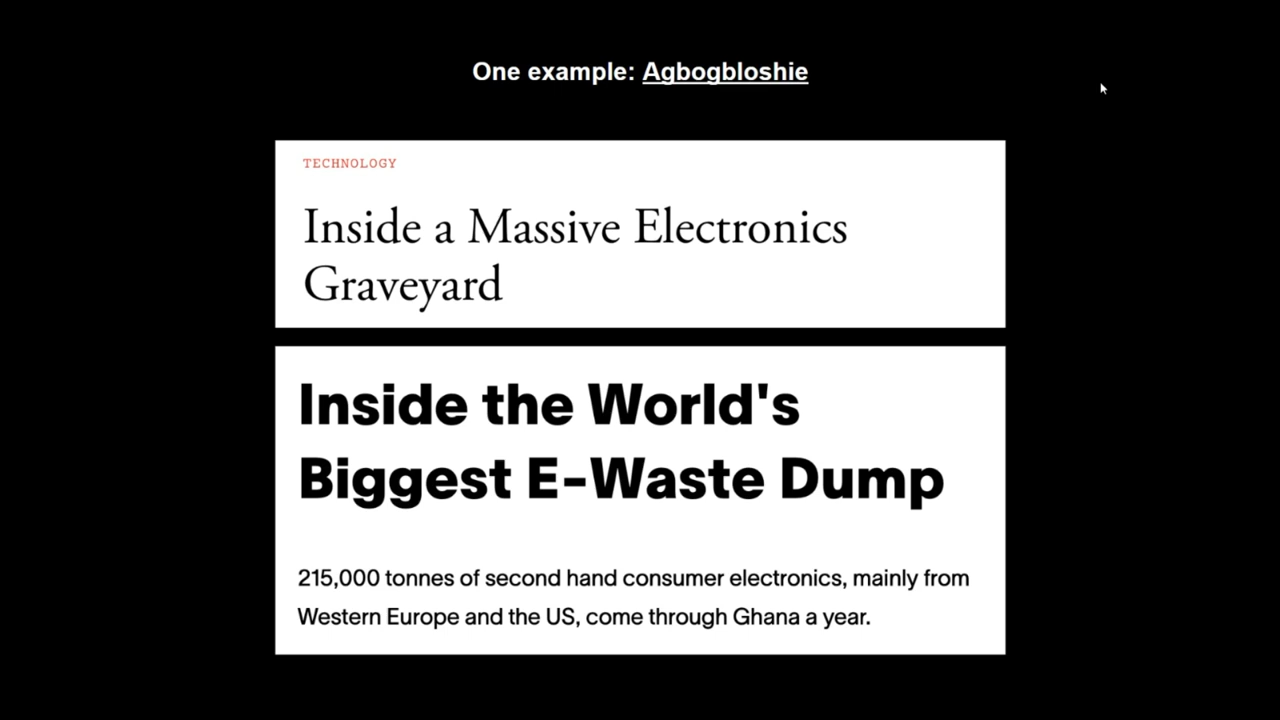 One example: Agbogbloshie
TECHNOLOGY
Inside a Massive Electronics
Graveyard
Inside the World's
Biggest E-Waste Dump
215,000 tonnes of second hand consumer electronics, mainly from
Western Europe and the US, come through Ghana a year.